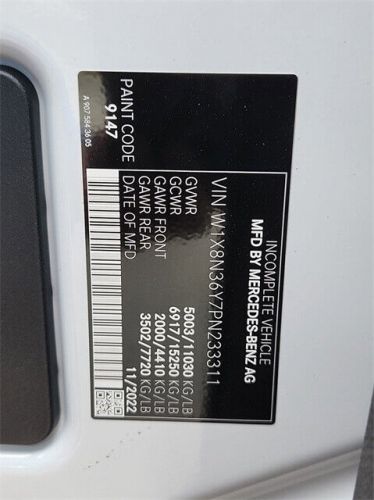 INCOMPLETE VEHICLE
MFD BY MERCEDES-BENZ AG
VIN W1X8N36Y7PN233311
GVWR 5003/11030 KG/LB
GCWR 6917/15250 KG/LB
GAWR FRONT 2000/4410 KG/LB
GAWR REAR 3502/7720 KG/LB
DATE OF MFD 11/2022
PAINT CODE
9147
A 907 584 36 05